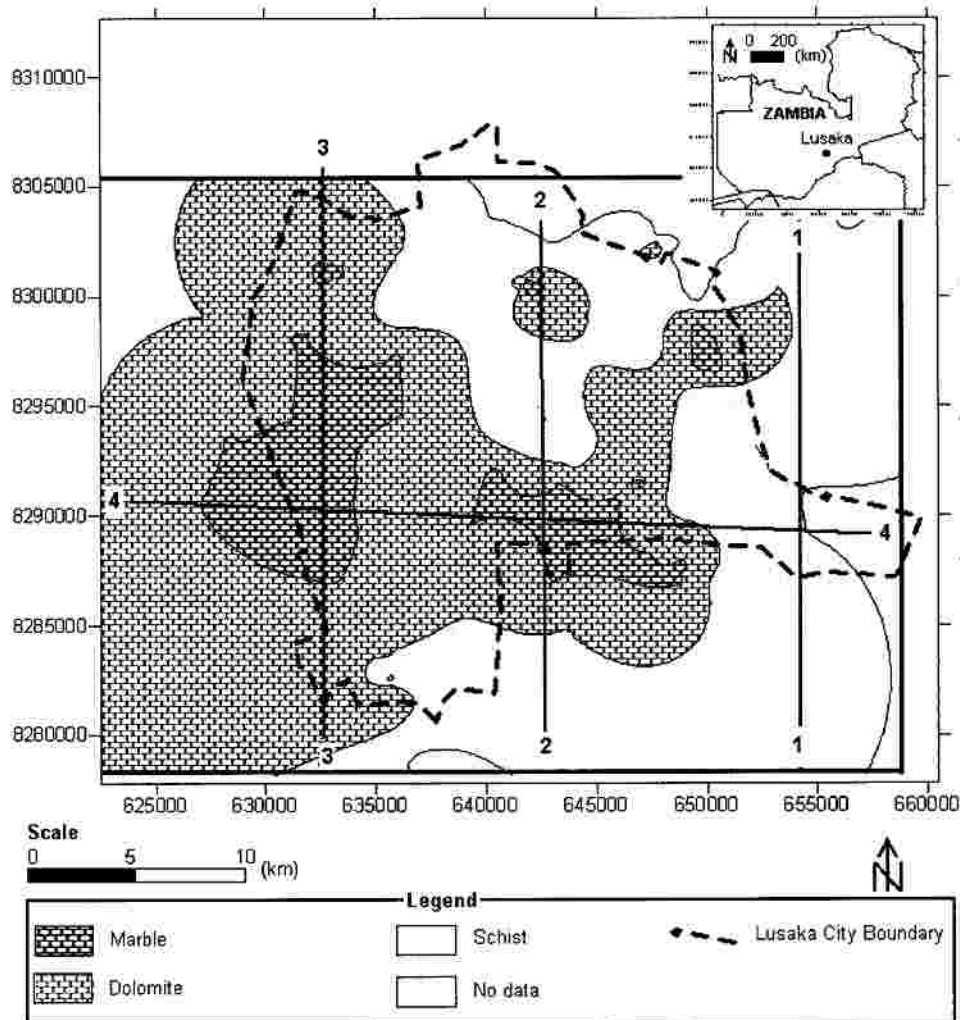 0 200
N (km)
ZAMBIA
Lusaka
8310000
8305000
8300000
8295000
8290000
8285000
8280000
3
2
1
4
4
3
2
1
625000 630000 635000 640000 645000 650000 655000 660000
Scale
0 5 10 (km)
N
Legend
Marble
Schist
Lusaka City Boundary
Dolomite
No data